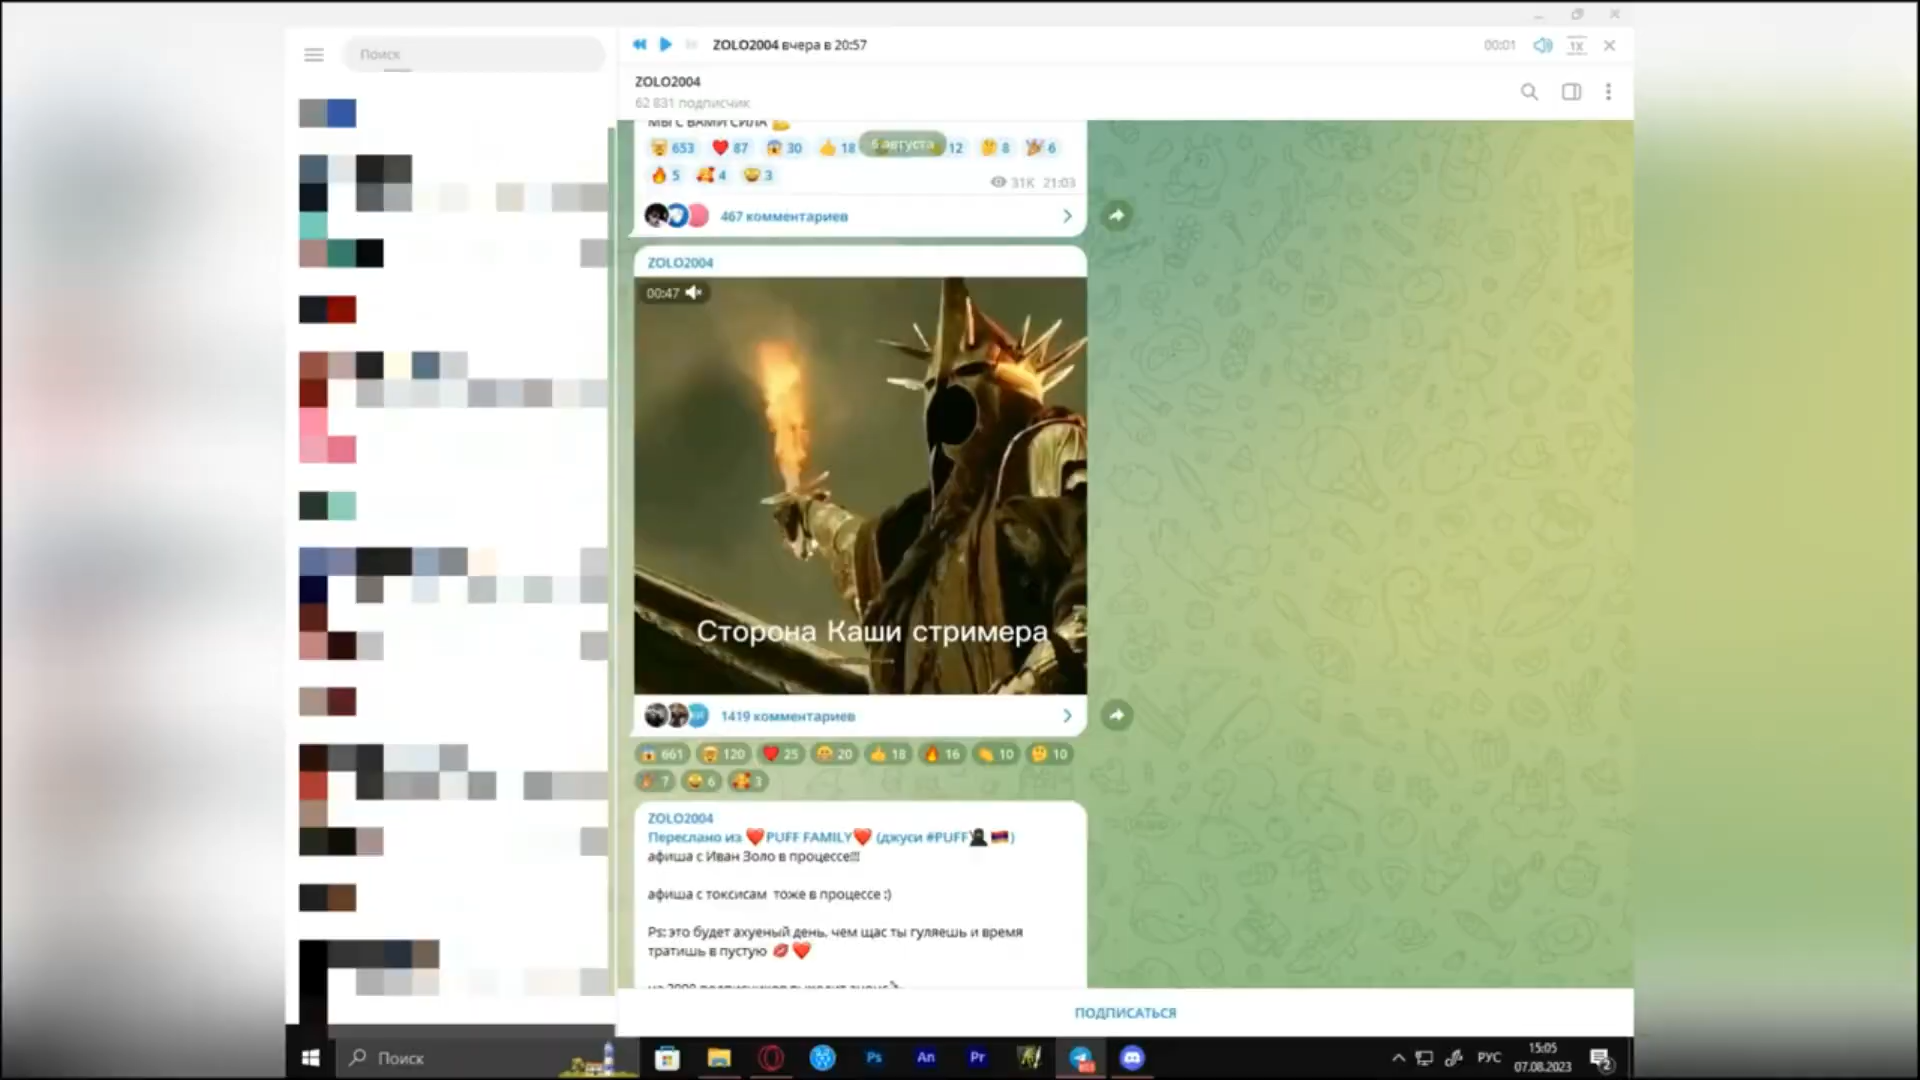 Поиск
ZOLO2004 вчера в 20:57
00:01
1X
ZOLO2004
62 831 подписчик
МЫ С ВАМИ СИЛА
6 августа
653 87 30 18 12 8 6
5 4 3
31K 21:03
467 комментариев
ZOLO2004
00:47
Сторона Каши стримера
1419 комментариев
661 120 25 20 18 16 10 10
7 6 3
ZOLO2004
Переслано из ❤️PUFF FAMILY❤️ (джуси #PUFF
афиша с Иван Золо в процессе!!!
афиша с токсисам тоже в процессе :)
Ps: это будет ахуеный день, чем щас ты гуляешь и время
тратишь в пустую 💋❤️
ПОДПИСАТЬСЯ
Поиск
Ps An Pr
РУС
15:05
07.08.2023
2